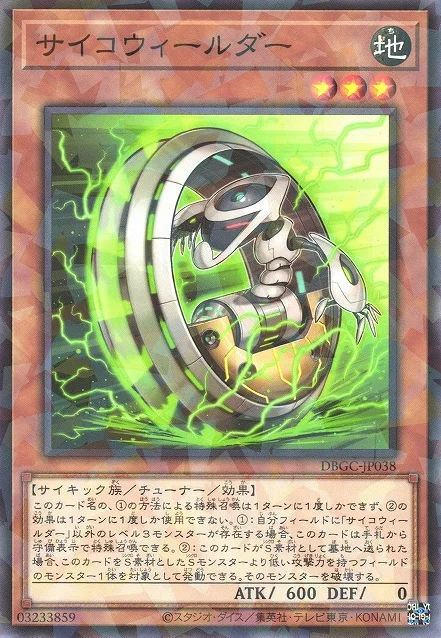 サイコウィールダー
地
DBGC-JP038
【サイキック族／チューナー／効果】
このカード名の、①の方法による特殊召喚は１ターンに１度しかできず、②の
効果は１ターンに１度しか使用できない。①：自分フィールドに「サイコウィー
ルダー」以外のレベル３モンスターが存在する場合、このカードは手札から
守備表示で特殊召喚できる。②：このカードがＳ素材として墓地へ送られた
場合、このカードをＳ素材としたＳモンスターより低い攻撃力を持つフィールド
のモンスター１体を対象として発動できる。そのモンスターを破壊する。
ATK/ 600 DEF/ 0
03233859
©スタジオ・ダイス／集英社・テレビ東京・KONAMI